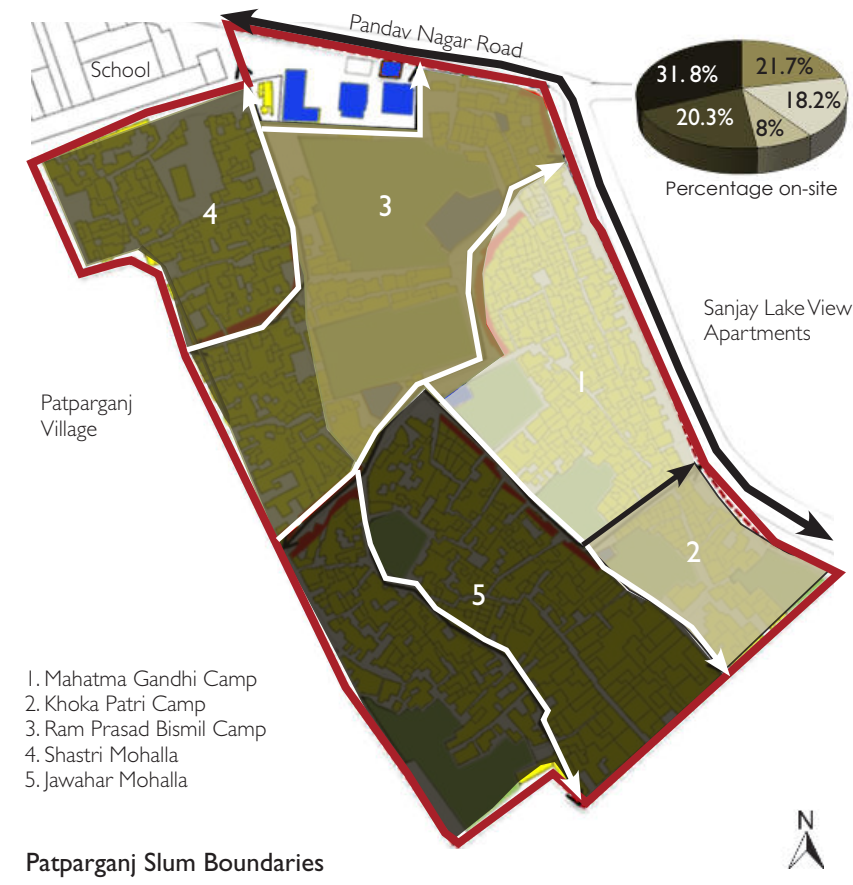 Pandav Nagar Road
School
31. 8%
21.7%
18.2%
20.3%
8%
Percentage on-site
4
3
Sanjay Lake View
Apartments
1
Patparganj
Village
2
5
1. Mahatma Gandhi Camp
2. Khoka Patri Camp
3. Ram Prasad Bismil Camp
4. Shastri Mohalla
5. Jawahar Mohalla
N
Patparganj Slum Boundaries